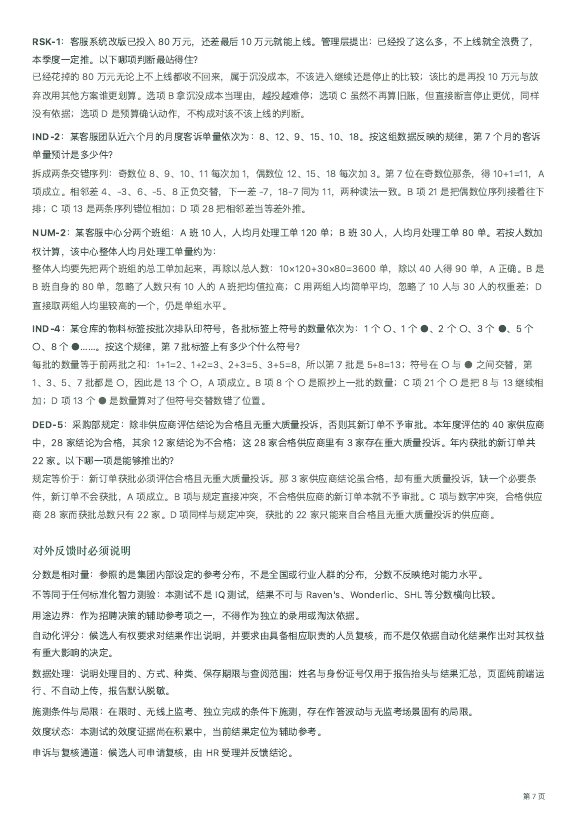 RSK-1：客服系统改版已投入 80 万元，还差最后 10 万元就能上线。管理层提出：已经投了这么多，不上线就全浪费了，
本季度一定推。以下哪项判断最站得住？
已经花掉的 80 万元无论上不上线都收不回来，属于沉没成本，不该进入继续还是停止的比较；该比的是再投 10 万元与放
弃改用其他方案谁更划算。选项 B 拿沉没成本当理由，越投越难停；选项 C 虽然不再算旧账，但直接断言停止更优，同样
没有依据；选项 D 是预算确认动作，不构成对该不该上线的判断。
IND-2：某客服团队近六个月的月度客诉单量依次为：8、12、9、15、10、18。按这组数据反映的规律，第 7 个月的客诉
单量预计是多少件？
拆成两条交错序列：奇数位 8、9、10、11 每次加 1，偶数位 12、15、18 每次加 3。第 7 位在奇数位那条，得 10+1=11，A
项成立。相邻差 4、-3、6、-5、8 正负交替，下一差 -7，18-7 同为 11，两种读法一致。B 项 21 是把偶数位序列接着往下
排；C 项 13 是两条序列错位相加；D 项 28 把相邻差当等差外推。
NUM-2：某客服中心分两个班组：A 班 10 人，人均月处理工单 120 单；B 班 30 人，人均月处理工单 80 单。若按人数加
权计算，该中心整体人均月处理工单量约为：
整体人均要先把两个班组的总工单加起来，再除以总人数：10×120+30×80=3600 单，除以 40 人得 90 单，A 正确。B 是
B 班自身的 80 单，忽略了人数只有 10 人的 A 班把均值拉高；C 用两组人均简单平均，忽略了 10 人与 30 人的权重差；D
直接取两组人均里较高的一个，仍是单组水平。
IND-4：某仓库的物料标签按批次排队印符号，各批标签上符号的数量依次为：1 个 ○、1 个 ●、2 个 ○、3 个 ●、5 个
○、8 个 ●……。按这个规律，第 7 批标签上有多少个什么符号？
每批的数量等于前两批之和：1+1=2、1+2=3、2+3=5、3+5=8，所以第 7 批是 5+8=13；符号在 ○ 与 ● 之间交替，第
1、3、5、7 批都是 ○，因此是 13 个 ○，A 项成立。B 项 8 个 ○ 是照抄上一批的数量；C 项 21 个 ○ 是把 8 与 13 继续相
加；D 项 13 个 ● 是数量算对了但符号交替数错了位置。
DED-5：采购部规定：除非供应商评估结论为合格且无重大质量投诉，否则其新订单不予审批。本年度评估的 40 家供应商
中，28 家结论为合格，其余 12 家结论为不合格；这 28 家合格供应商里有 3 家存在重大质量投诉。年内获批的新订单共
22 家。以下哪一项是能够推出的？
规定等价于：新订单获批必须评估合格且无重大质量投诉。那 3 家供应商结论虽合格，却有重大质量投诉，缺一个必要条
件，新订单不会获批，A 项成立。B 项与规定直接冲突，不合格供应商的新订单本就不予审批。C 项与数字冲突，合格供应
商 28 家而获批总数只有 22 家。D 项同样与规定冲突，获批的 22 家只能来自合格且无重大质量投诉的供应商。
对外反馈时必须说明
分数是相对量：参照的是集团内部设定的参考分布，不是全国或行业人群的分布，分数不反映绝对能力水平。
不等同于任何标准化智力测验：本测试不是 IQ 测试，结果不可与 Raven's、Wonderlic、SHL 等分数横向比较。
用途边界：作为招聘决策的辅助参考项之一，不得作为独立的录用或淘汰依据。
自动化评分：候选人有权要求对结果作出说明，并要求由具备相应职责的人员复核，而不是仅依据自动化结果作出对其权益
有重大影响的决定。
数据处理：说明处理目的、方式、种类、保存期限与查阅范围；姓名与身份证号仅用于报告抬头与结果汇总，页面纯前端运
行、不自动上传，报告默认脱敏。
施测条件与局限：在限时、无线上监考、独立完成的条件下施测，存在作答波动与无监考场景固有的局限。
效度状态：本测试的效度证据尚在积累中，当前结果定位为辅助参考。
申诉与复核通道：候选人可申请复核，由 HR 受理并反馈结论。
第 7 页